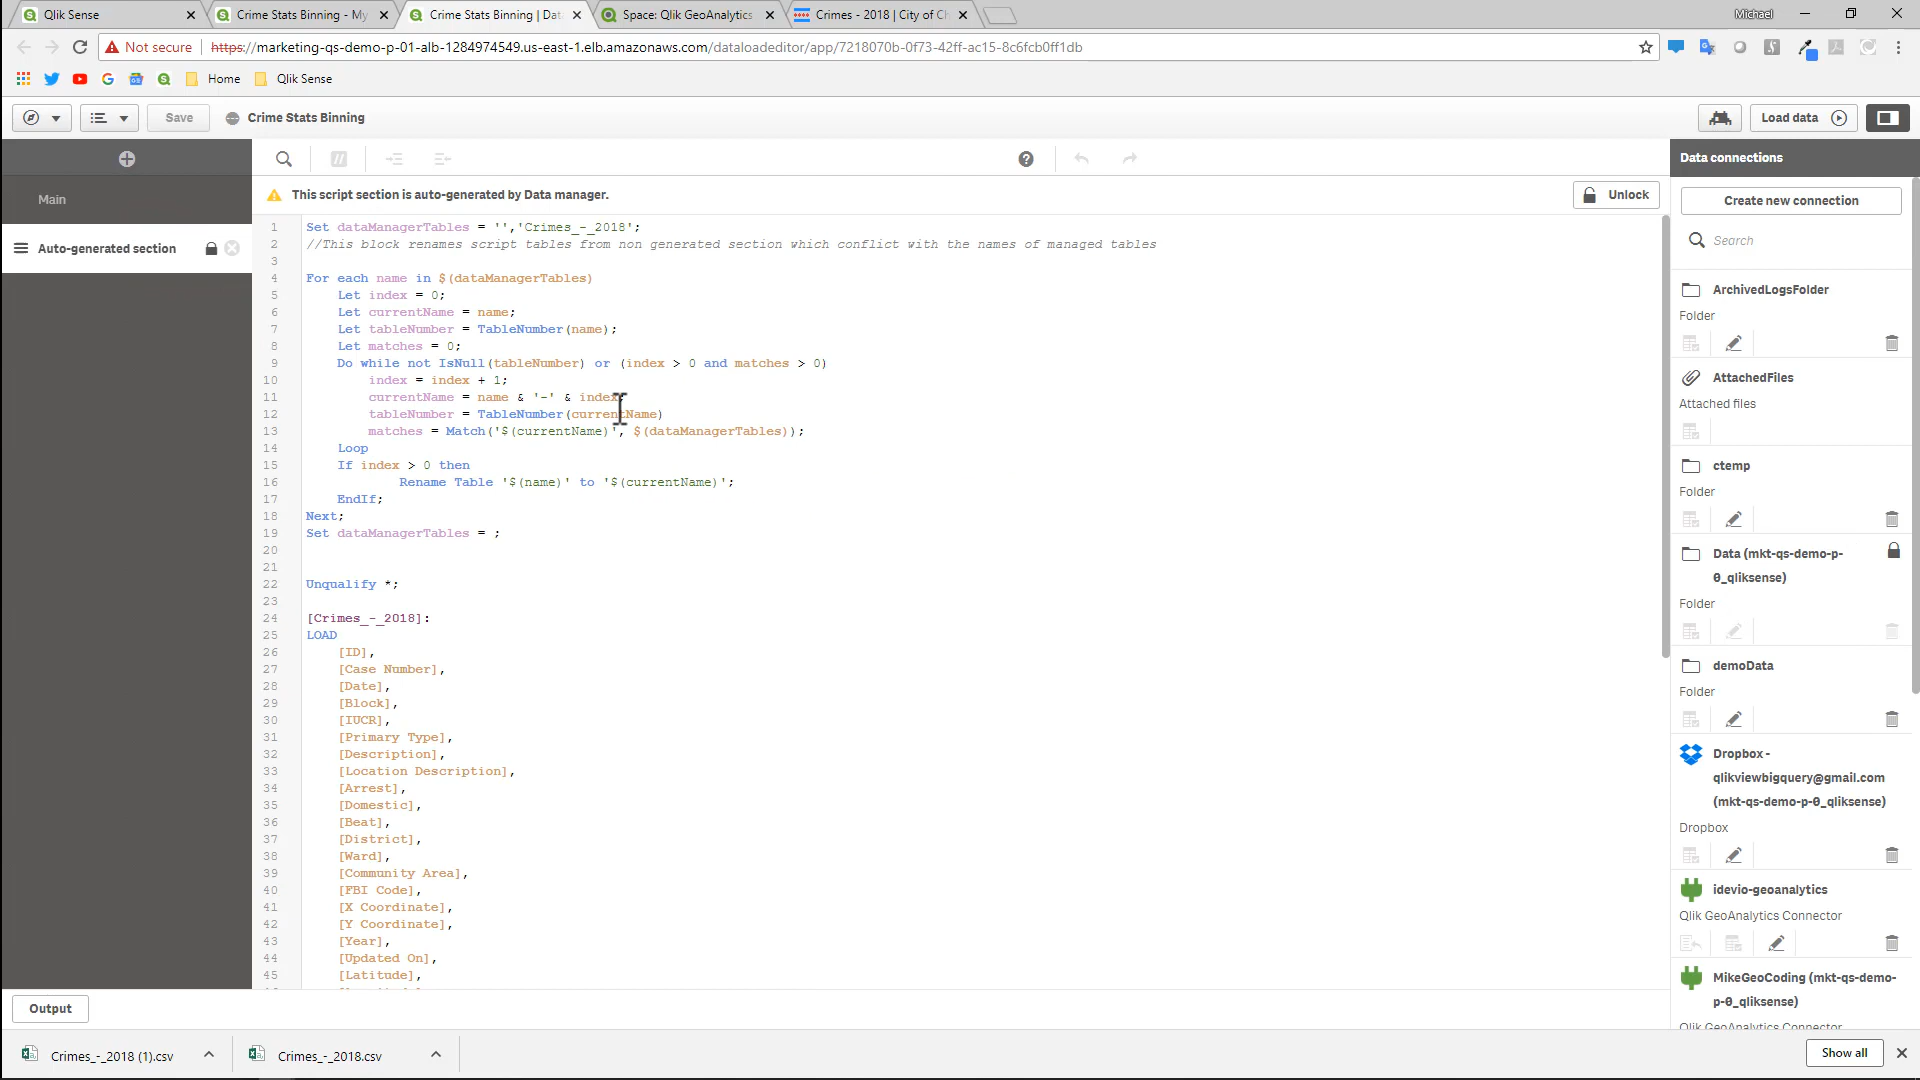 Qlik Sense
Crime Stats Binning - My
Crime Stats Binning | Dat
Space: Qlik GeoAnalytics
Crimes - 2018 | City of Ch
Michael
Not secure
https://marketing-qs-demo-p-01-alb-1284974549.us-east-1.elb.amazonaws.com/dataloadeditor/app/7218070b-0f73-42ff-ac15-8c6fcb0ff1db
Home
Qlik Sense
Save
Crime Stats Binning
Load data
Main
Auto-generated section
This script section is auto-generated by Data manager.
Unlock
1 Set dataManagerTables = '','Crimes_-_2018';
2 //This block renames script tables from non generated section which conflict with the names of managed tables
3
4 For each name in $(dataManagerTables)
5 Let index = 0;
6 Let currentName = name;
7 Let tableNumber = TableNumber(name);
8 Let matches = 0;
9 Do while not IsNull(tableNumber) or (index > 0 and matches > 0)
10 index = index + 1;
11 currentName = name & '-' & index;
12 tableNumber = TableNumber(currentName)
13 matches = Match('$(currentName)', $(dataManagerTables));
14 Loop
15 If index > 0 then
16 Rename Table '$(name)' to '$(currentName)';
17 EndIf;
18 Next;
19 Set dataManagerTables = ;
20
21
22 Unqualify *;
23
24 [Crimes_-_2018]:
25 LOAD
26 [ID],
27 [Case Number],
28 [Date],
29 [Block],
30 [IUCR],
31 [Primary Type],
32 [Description],
33 [Location Description],
34 [Arrest],
35 [Domestic],
36 [Beat],
37 [District],
38 [Ward],
39 [Community Area],
40 [FBI Code],
41 [X Coordinate],
42 [Y Coordinate],
43 [Year],
44 [Updated On],
45 [Latitude],
Data connections
Create new connection
Search
ArchivedLogsFolder
Folder
AttachedFiles
Attached files
ctemp
Folder
Data (mkt-qs-demo-p-
0_qliksense)
Folder
demoData
Folder
Dropbox -
qlikviewbigquery@gmail.com
(mkt-qs-demo-p-0_qliksense)
Dropbox
idevio-geoanalytics
Qlik GeoAnalytics Connector
MikeGeoCoding (mkt-qs-demo-
p-0_qliksense)
Qlik GeoAnalytics Connector
Output
Crimes_-_2018 (1).csv
Crimes_-_2018.csv
Show all